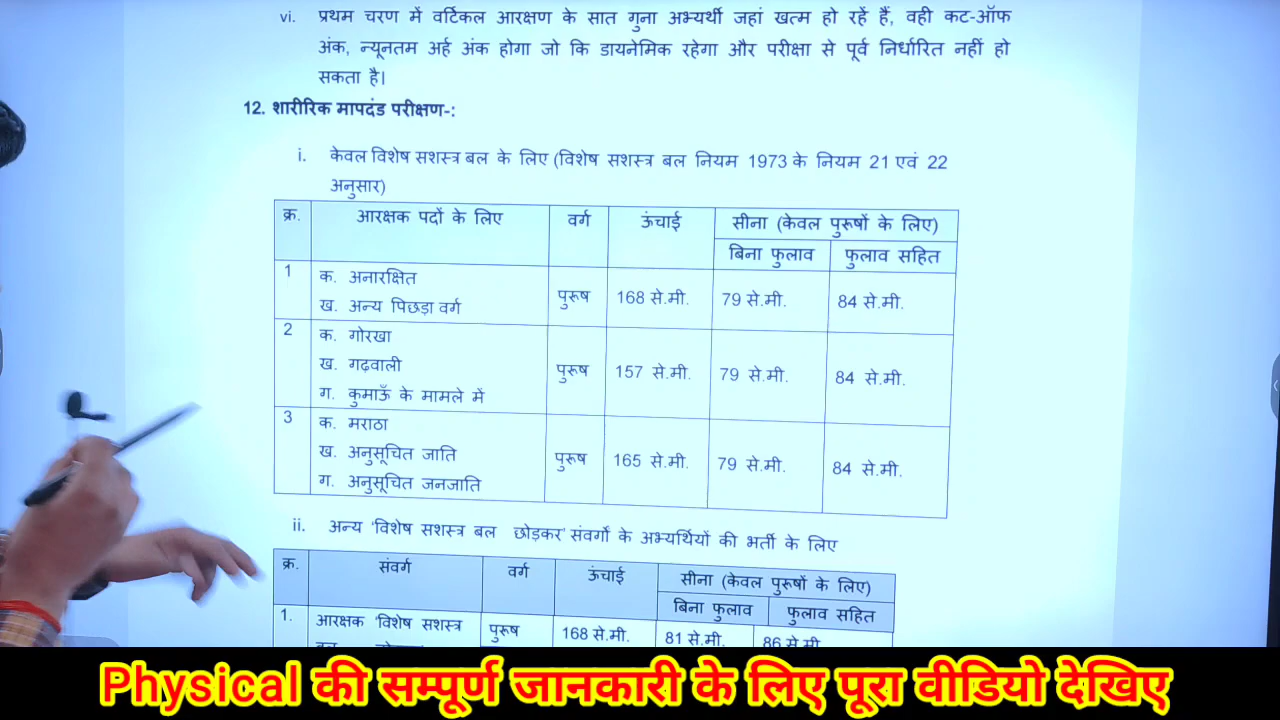 vi. प्रथम चरण में वर्टिकल आरक्षण के सात गुना अभ्यर्थी जहां खत्म हो रहें हैं, वही कट-ऑफ
अंक, न्यूनतम अर्ह अंक होगा जो कि डायनेमिक रहेगा और परीक्षा से पूर्व निर्धारित नहीं हो
सकता है।
12. शारीरिक मापदंड परीक्षण-:
i. केवल विशेष सशस्त्र बल के लिए (विशेष सशस्त्र बल नियम 1973 के नियम 21 एवं 22
अनुसार)
क्र. आरक्षक पदों के लिए वर्ग ऊंचाई सीना (केवल पुरूषों के लिए)
बिना फुलाव फुलाव सहित
1 क. अनारक्षित
ख. अन्य पिछड़ा वर्ग पुरूष 168 से.मी. 79 से.मी. 84 से.मी.
2 क. गोरखा
ख. गढ़वाली पुरूष 157 से.मी. 79 से.मी. 84 से.मी.
ग. कुमाऊँ के मामले में
3 क. मराठा
ख. अनुसूचित जाति पुरूष 165 से.मी. 79 से.मी. 84 से.मी.
ग. अनुसूचित जनजाति
ii. अन्य 'विशेष सशस्त्र बल छोड़कर' संवर्गो के अभ्यर्थियों की भर्ती के लिए
क्र. संवर्ग वर्ग ऊंचाई सीना (केवल पुरूषों के लिए)
बिना फुलाव फुलाव सहित
1. आरक्षक 'विशेष सशस्त्र पुरूष 168 से.मी. 81 से.मी. 86 से.मी.
Physical की सम्पूर्ण जानकारी के लिए पूरा वीडियो देखिए